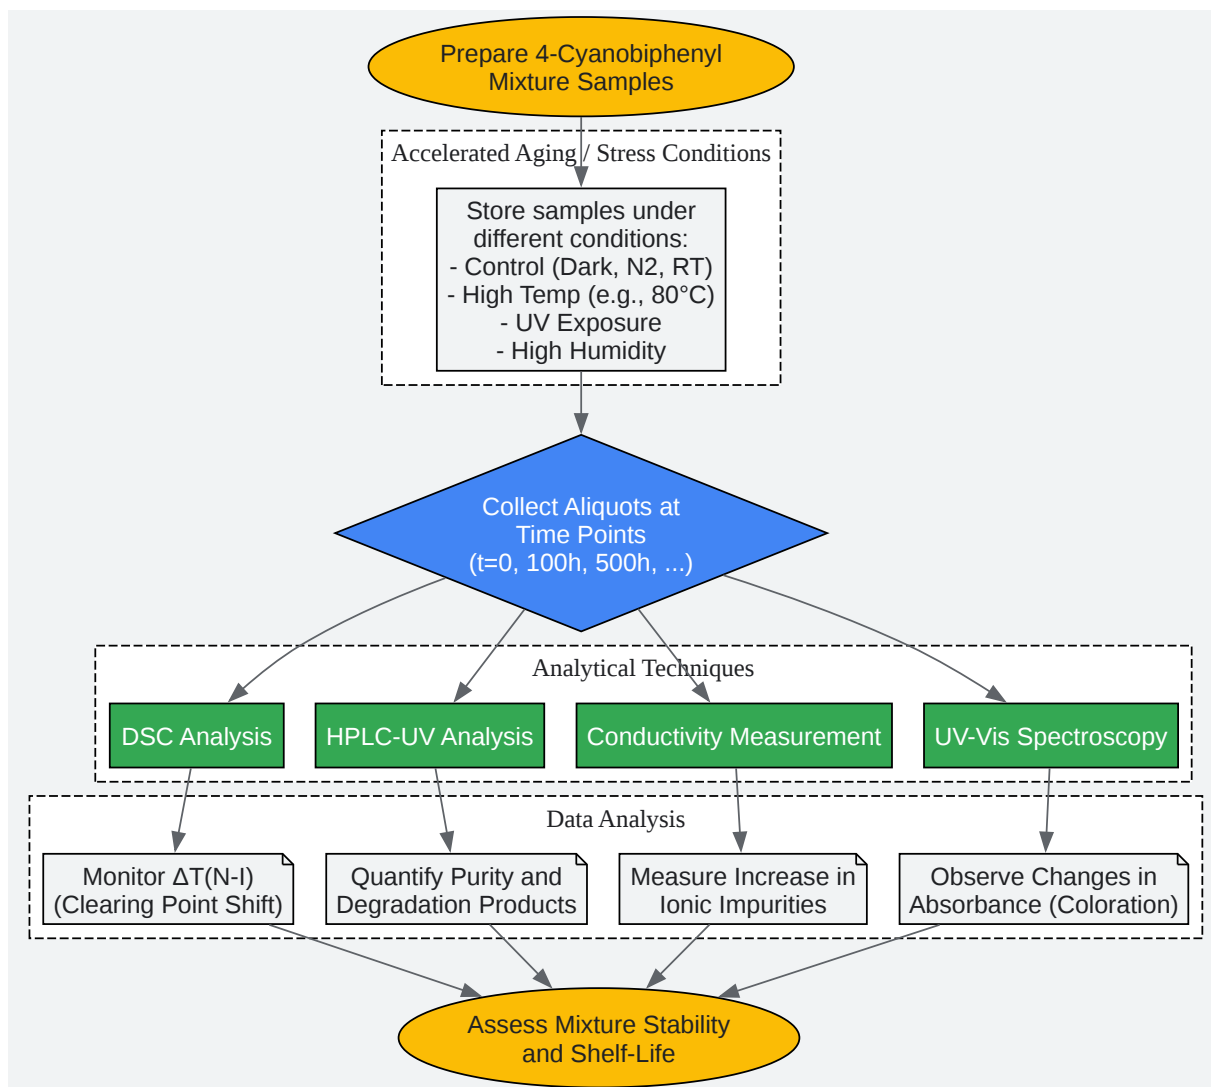 Prepare 4-Cyanobiphenyl
Mixture Samples
Accelerated Aging / Stress Conditions
Store samples under
different conditions:
- Control (Dark, N2, RT)
- High Temp (e.g., 80°C)
- UV Exposure
- High Humidity
Collect Aliquots at
Time Points
(t=0, 100h, 500h, ...)
Analytical Techniques
DSC Analysis
HPLC-UV Analysis
Conductivity Measurement
UV-Vis Spectroscopy
Data Analysis
Monitor ΔT(N-I)
(Clearing Point Shift)
Quantify Purity and
Degradation Products
Measure Increase in
Ionic Impurities
Observe Changes in
Absorbance (Coloration)
Assess Mixture Stability
and Shelf-Life